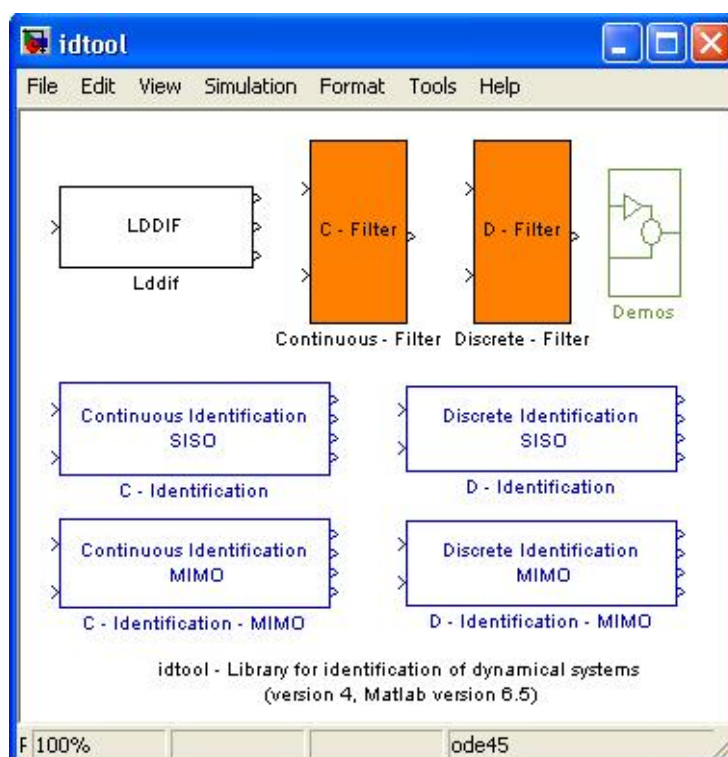 idtool
File Edit View Simulation Format Tools Help
LDDIF
Lddif
C - Filter
Continuous - Filter
D - Filter
Discrete - Filter
Demos
Continuous Identification
SISO
C - Identification
Discrete Identification
SISO
D - Identification
Continuous Identification
MIMO
C - Identification - MIMO
Discrete Identification
MIMO
D - Identification - MIMO
idtool - Library for identification of dynamical systems
(version 4, Matlab version 6.5)
F 100% ode45